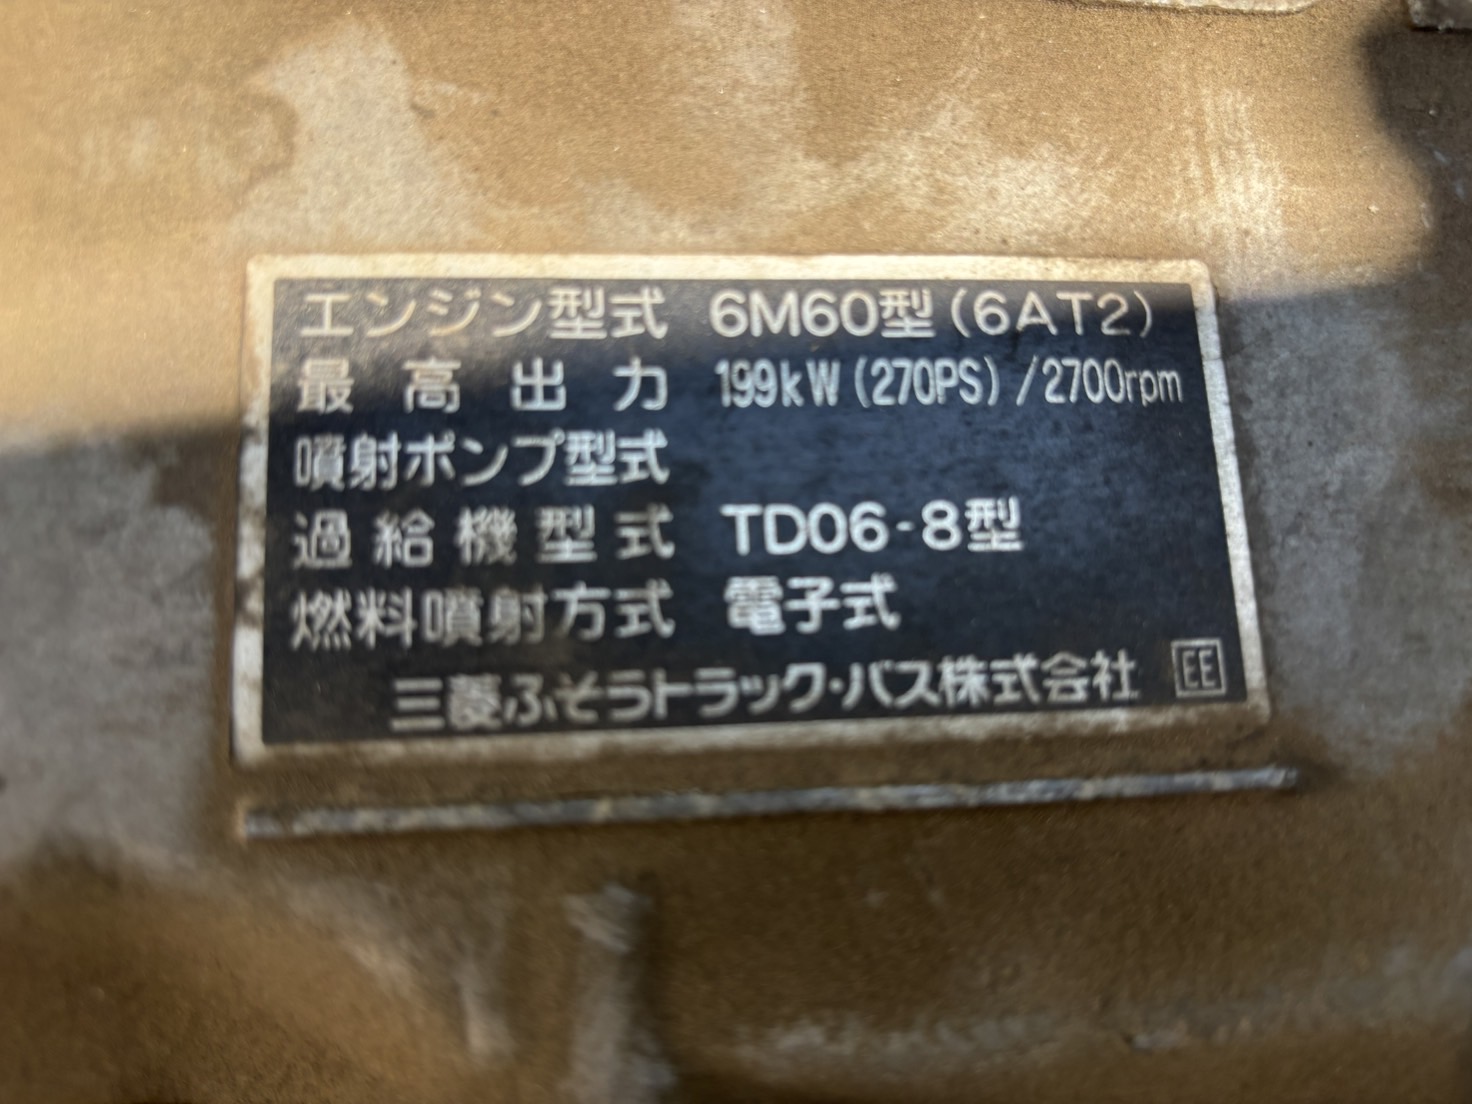 エンジン型式 6M60型(6AT2)
最高出力 199kW(270PS)/2700rpm
噴射ポンプ型式
過給機型式 TD06-8型
燃料噴射方式 電子式
三菱ふそうトラック・バス株式会社 EE